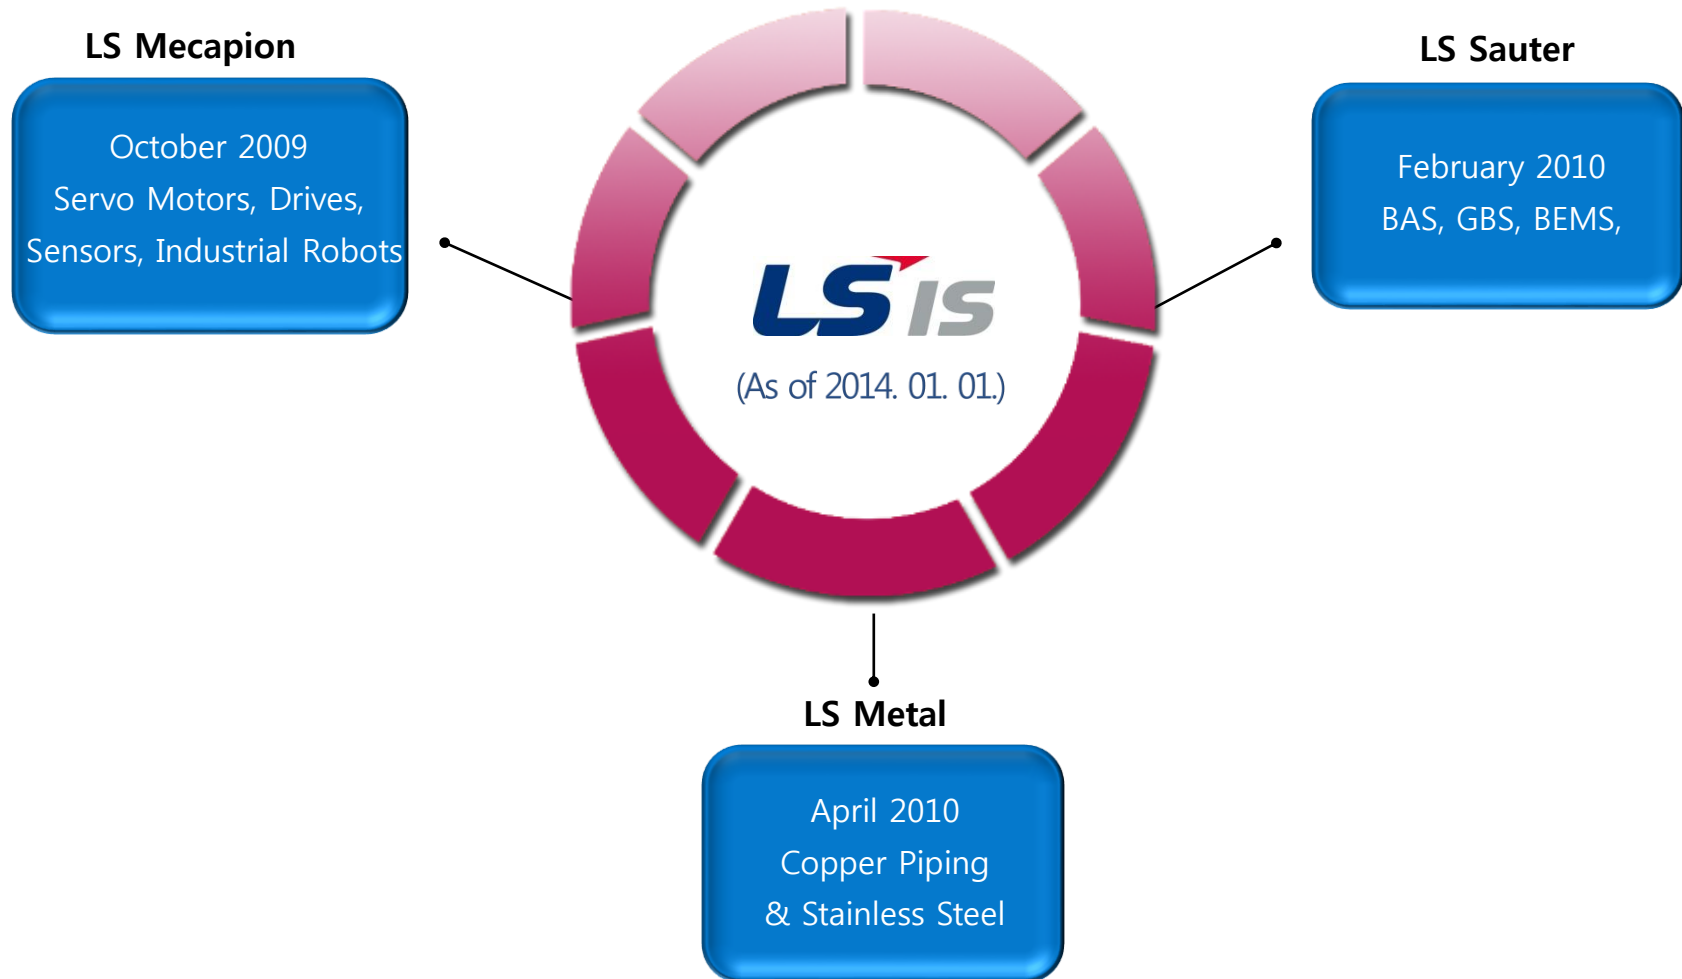 LS Mecapion
October 2009
Servo Motors, Drives,
Sensors, Industrial Robots
LS Sauter
February 2010
BAS, GBS, BEMS,
LS IS
(As of 2014. 01. 01.)
LS Metal
April 2010
Copper Piping
& Stainless Steel